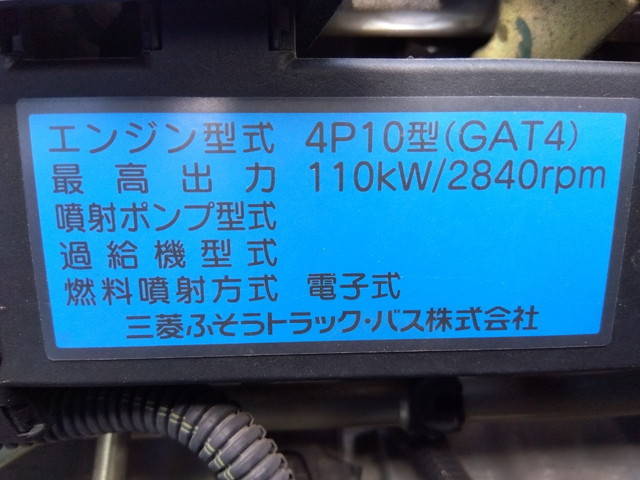 エンジン型式 4P10型(GAT4)
最高出力 110kW/2840rpm
噴射ポンプ型式
過給機型式
燃料噴射方式 電子式
三菱ふそうトラック・バス株式会社